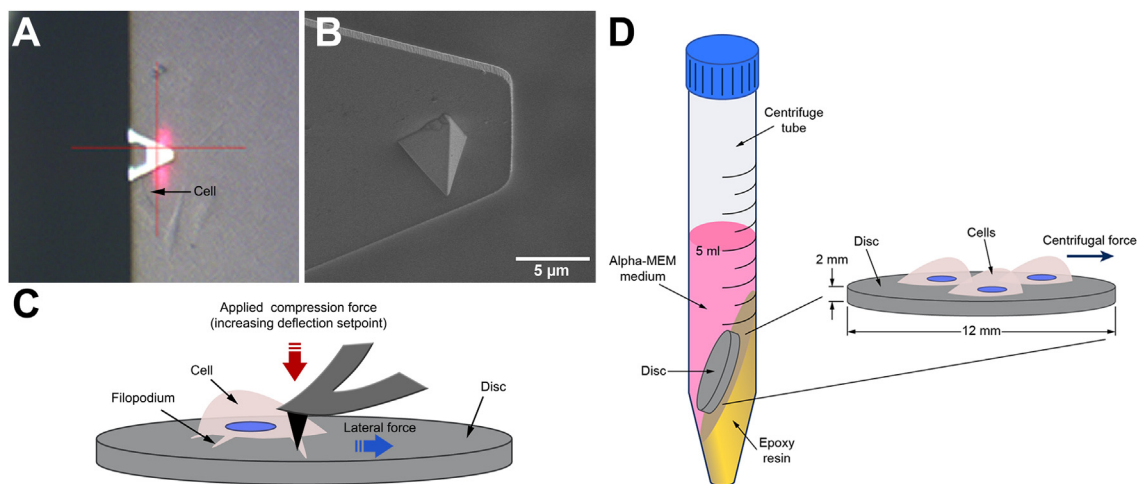 A
Cell
B
5 µm
C
Applied compression force
(increasing deflection setpoint)
Cell
Filopodium
Disc
Lateral force
D
Centrifuge
tube
5 ml
Alpha-MEM
medium
Disc
Epoxy
resin
Disc
Cells
Centrifugal force
2 mm
12 mm